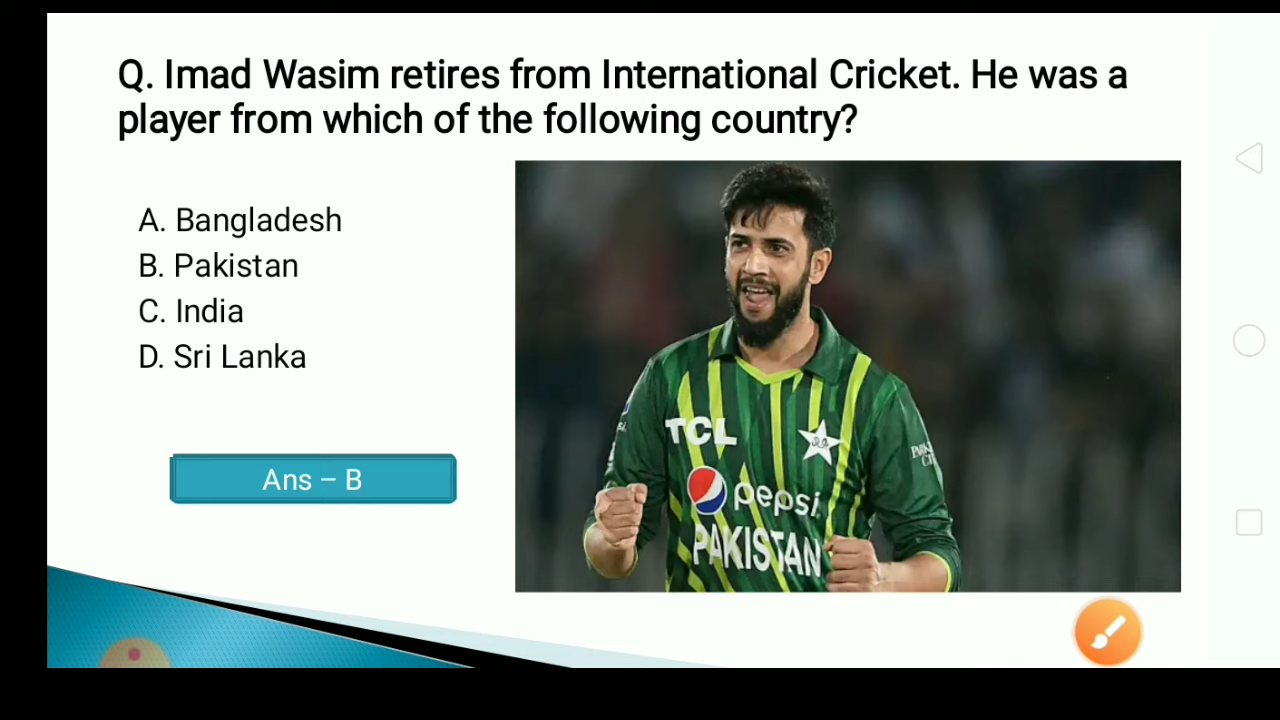 Q. Imad Wasim retires from International Cricket. He was a
player from which of the following country?
A. Bangladesh
B. Pakistan
C. India
D. Sri Lanka
Ans – B
TCL
pepsi
PAKISTAN